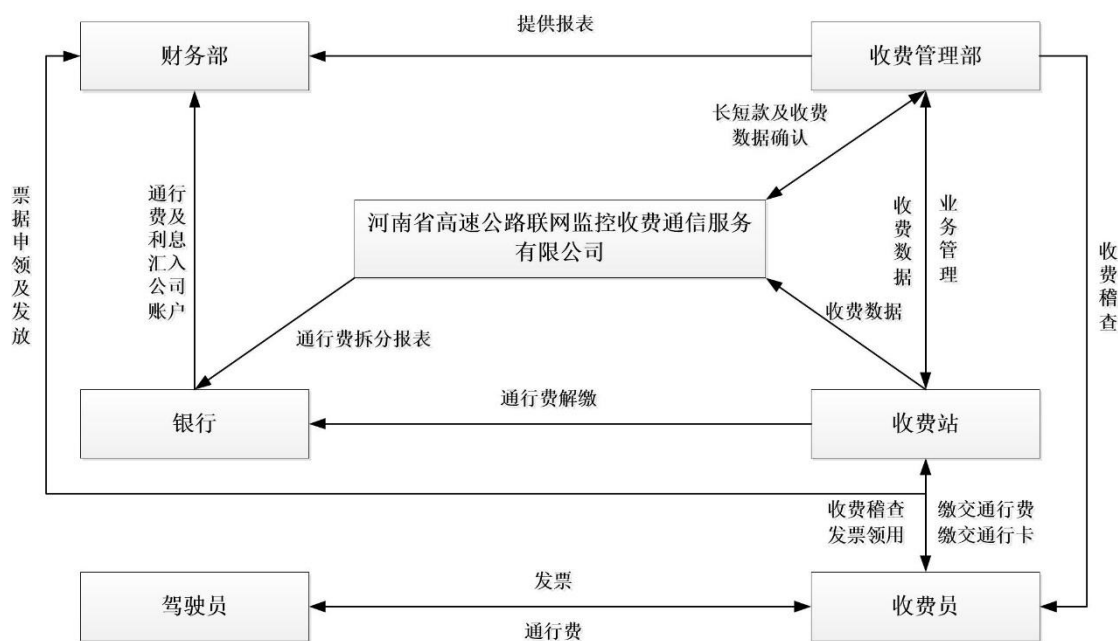 提供报表
财务部
收费管理部
长短款及收费
数据确认
票据申领及发放
通行
费及
利息
汇入
公司
账户
河南省高速公路联网监控收费通信服务
有限公司
收费数据
业务管理
收费稽查
收费数据
通行费拆分报表
通行费解缴
银行
收费站
收费稽查
发票领用
缴交通行费
缴交通行卡
发票
驾驶员
收费员
通行费